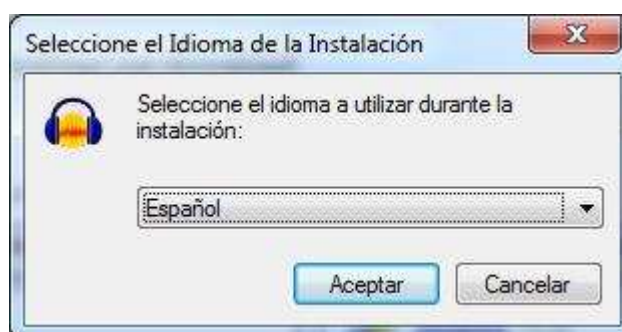 Seleccione el Idioma de la Instalación
Seleccione el idioma a utilizar durante la
instalación:
Español
Aceptar
Cancelar